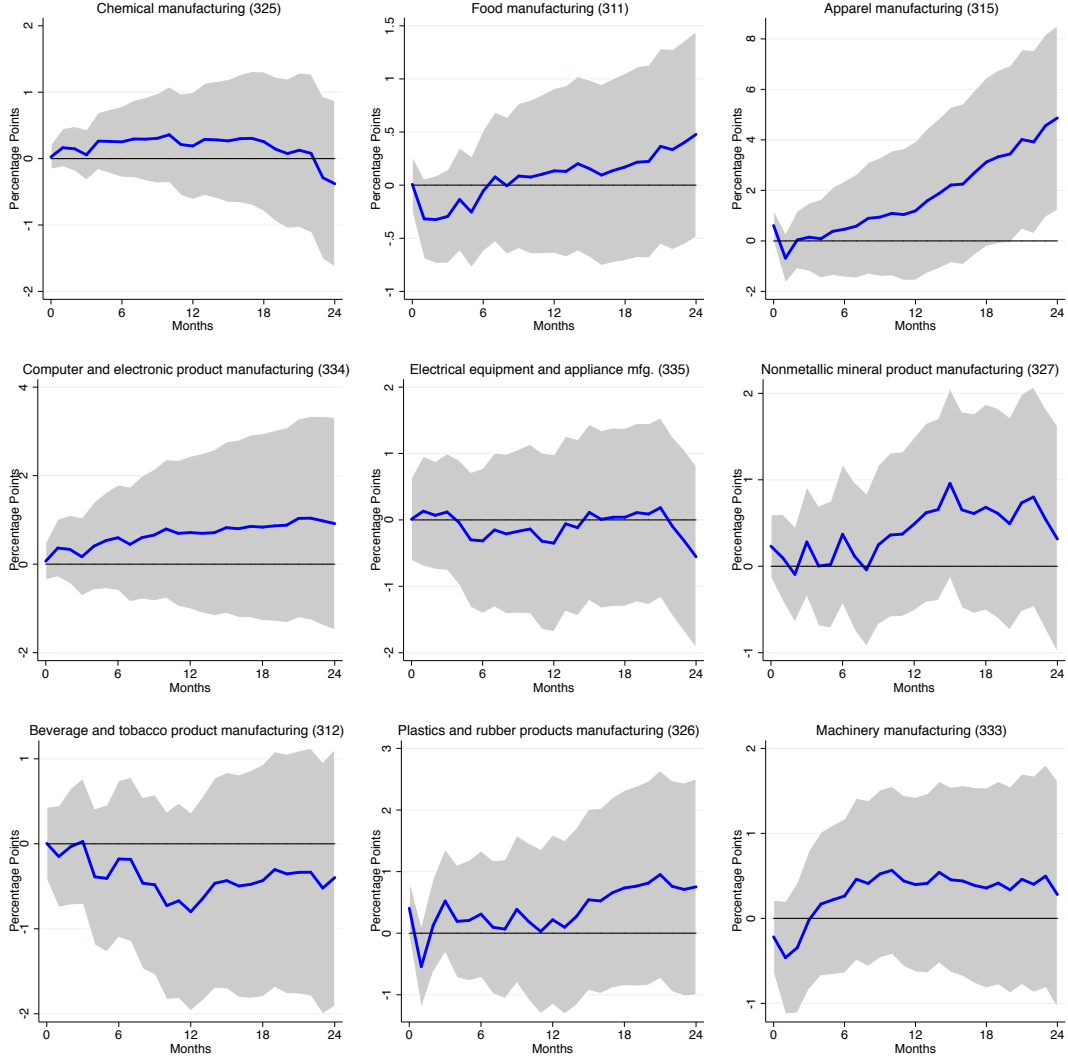 Chemical manufacturing (325)
Percentage Points
2
1
0
-1
-2
0 6 12 18 24
Months
Food manufacturing (311)
Percentage Points
1.5
1
.5
0
-.5
-1
0 6 12 18 24
Months
Apparel manufacturing (315)
Percentage Points
8
6
4
2
0
-2
0 6 12 18 24
Months
Computer and electronic product manufacturing (334)
Percentage Points
4
2
0
-2
0 6 12 18 24
Months
Electrical equipment and appliance mfg. (335)
Percentage Points
2
1
0
-1
-2
0 6 12 18 24
Months
Nonmetallic mineral product manufacturing (327)
Percentage Points
2
1
0
-1
0 6 12 18 24
Months
Beverage and tobacco product manufacturing (312)
Percentage Points
1
0
-1
-2
0 6 12 18 24
Months
Plastics and rubber products manufacturing (326)
Percentage Points
3
2
1
0
-1
0 6 12 18 24
Months
Machinery manufacturing (333)
Percentage Points
2
1
0
-1
0 6 12 18 24
Months